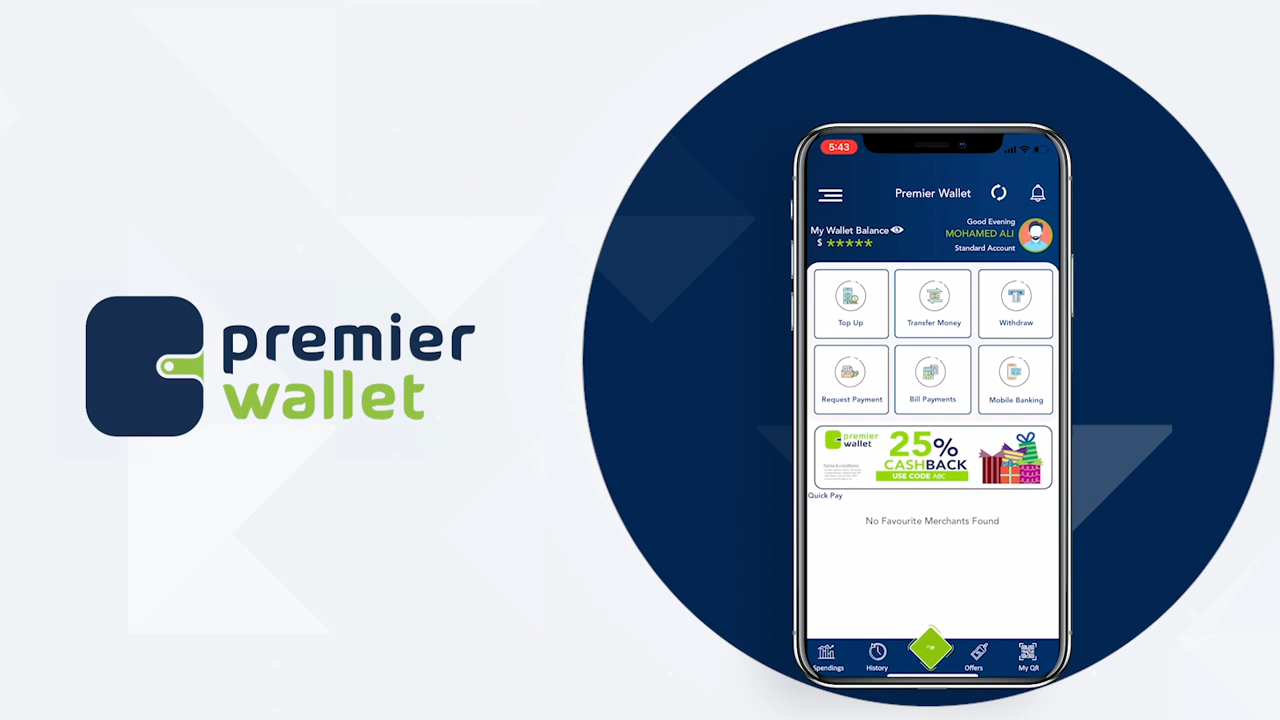 premier
wallet
5:43
Premier Wallet
Good Evening
My Wallet Balance
MOHAMED ALI
$ *****
Standard Account
Top Up
Transfer Money
Withdraw
Request Payment
Bill Payments
Mobile Banking
premier
wallet
25%
CASHBACK
USE CODE ABC
Terms & conditions
Quick Pay
No Favourite Merchants Found
Spendings
History
Offers
My QR